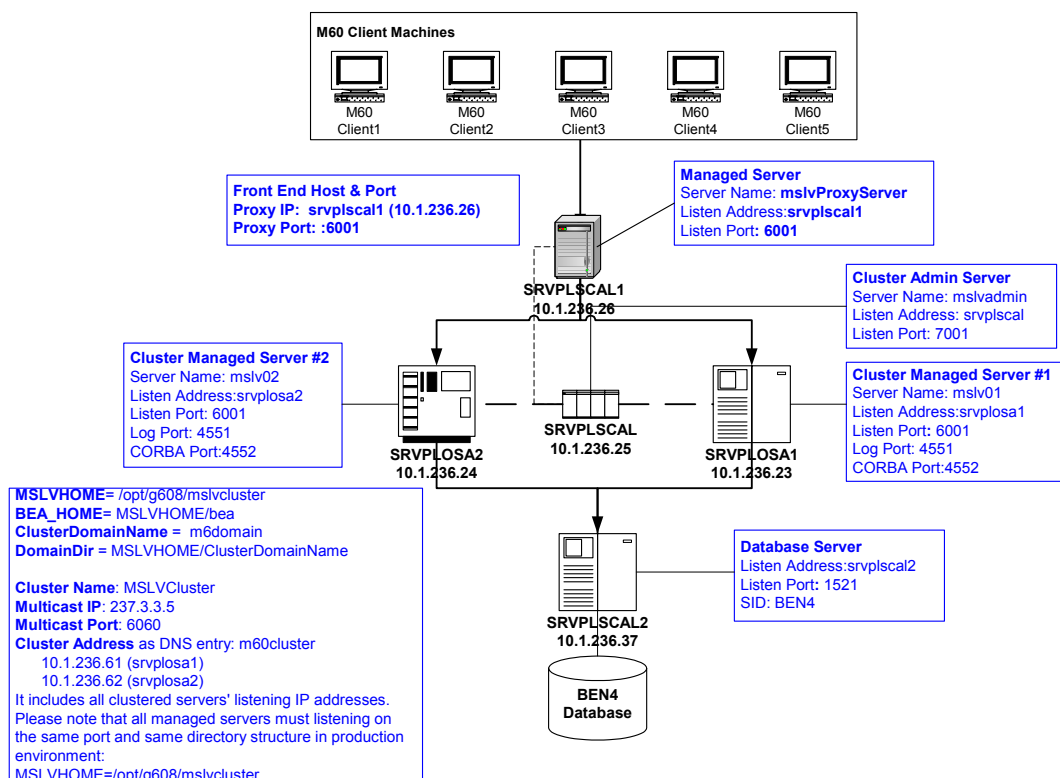 M60 Client Machines
M60
Client1
M60
Client2
M60
Client3
M60
Client4
M60
Client5
Front End Host & Port
Proxy IP: srvplscal1 (10.1.236.26)
Proxy Port: :6001
Managed Server
Server Name: mslvProxyServer
Listen Address:srvplscal1
Listen Port: 6001
SRVPLSCAL1
10.1.236.26
Cluster Admin Server
Server Name: mslvadmin
Listen Address: srvplscal
Listen Port: 7001
Cluster Managed Server #2
Server Name: mslv02
Listen Address:srvplosa2
Listen Port: 6001
Log Port: 4551
CORBA Port:4552
Cluster Managed Server #1
Server Name: mslv01
Listen Address:srvplosa1
Listen Port: 6001
Log Port: 4551
CORBA Port:4552
SRVPLOSA2
10.1.236.24
SRVPLSCAL
10.1.236.25
SRVPLOSA1
10.1.236.23
MSLVHOME= /opt/g608/mslvcluster
BEA_HOME= MSLVHOME/bea
ClusterDomainName = m6domain
DomainDir = MSLVHOME/ClusterDomainName
Cluster Name: MSLVCluster
Multicast IP: 237.3.3.5
Multicast Port: 6060
Cluster Address as DNS entry: m60cluster
10.1.236.61 (srvplosa1)
10.1.236.62 (srvplosa2)
It includes all clustered servers' listening IP addresses.
Please note that all managed servers must listening on
the same port and same directory structure in production
environment:
MSLVHOME=/opt/g608/mslvcluster
Database Server
Listen Address:srvplscal2
Listen Port: 1521
SID: BEN4
SRVPLSCAL2
10.1.236.37
BEN4
Database